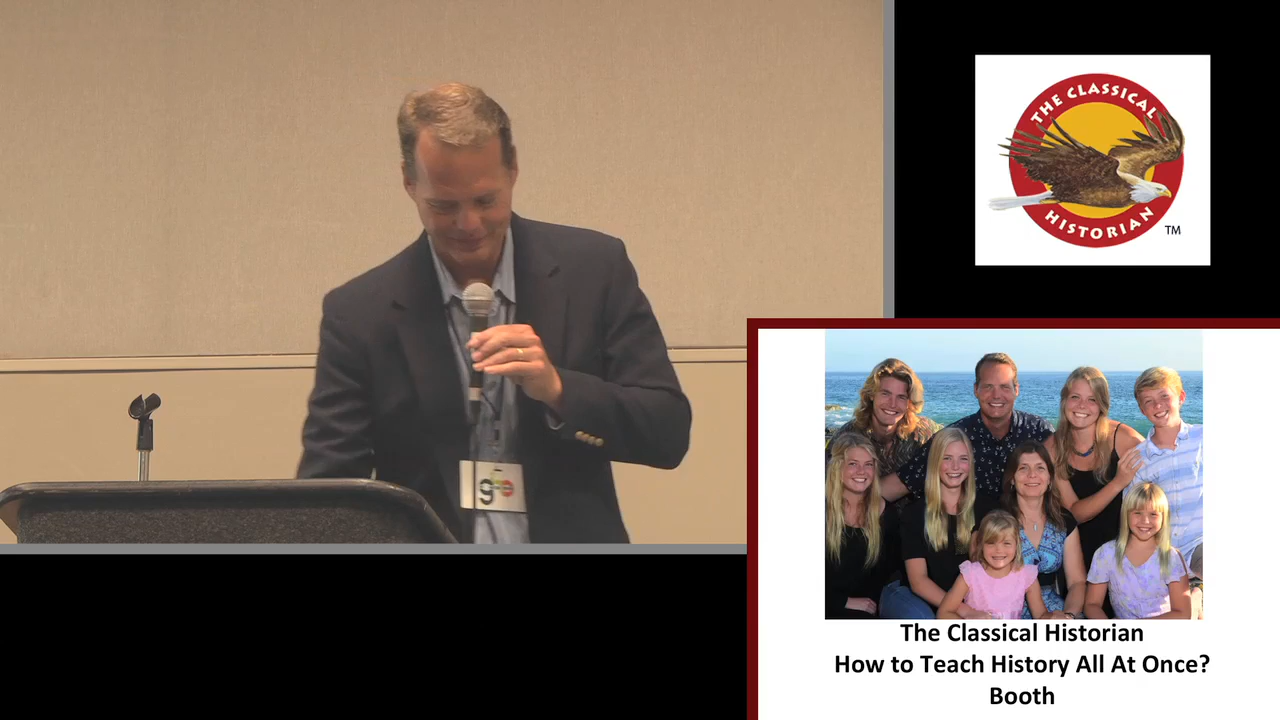 THE CLASSICAL
HISTORIAN
TM
The Classical Historian
How to Teach History All At Once?
Booth